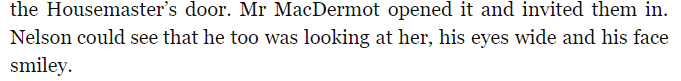 the Housemaster’s door. Mr MacDermot opened it and invited them in.
Nelson could see that he too was looking at her, his eyes wide and his face
smiley.